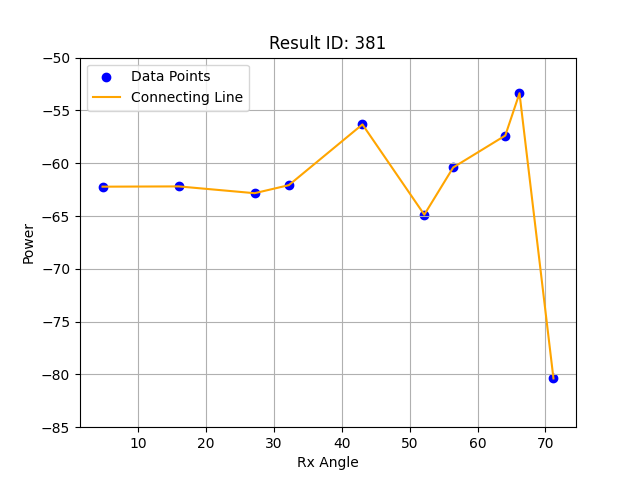 Result ID: 381
Data Points
Connecting Line
Power
−50
−55
−60
−65
−70
−75
−80
−85
10 20 30 40 50 60 70
Rx Angle